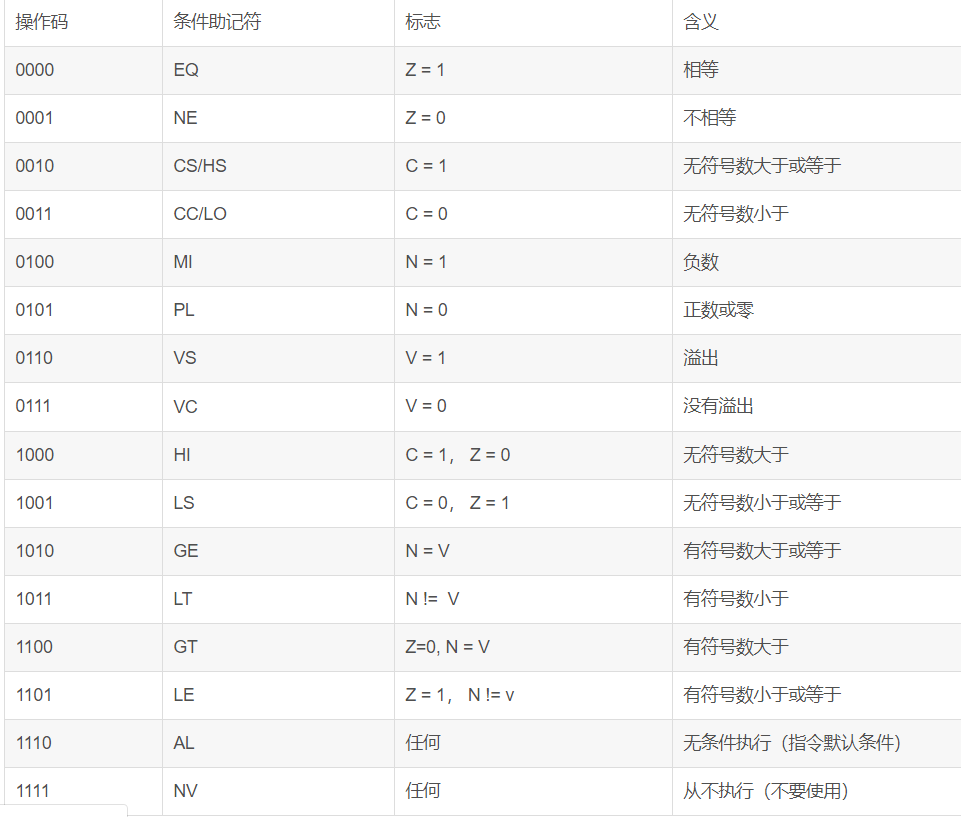 操作码 条件助记符 标志 含义
0000 EQ Z = 1 相等
0001 NE Z = 0 不相等
0010 CS/HS C = 1 无符号数大于或等于
0011 CC/LO C = 0 无符号数小于
0100 MI N = 1 负数
0101 PL N = 0 正数或零
0110 VS V = 1 溢出
0111 VC V = 0 没有溢出
1000 HI C = 1， Z = 0 无符号数大于
1001 LS C = 0， Z = 1 无符号数小于或等于
1010 GE N = V 有符号数大于或等于
1011 LT N != V 有符号数小于
1100 GT Z=0, N = V 有符号数大于
1101 LE Z = 1， N != v 有符号数小于或等于
1110 AL 任何 无条件执行（指令默认条件）
1111 NV 任何 从不执行（不要使用）